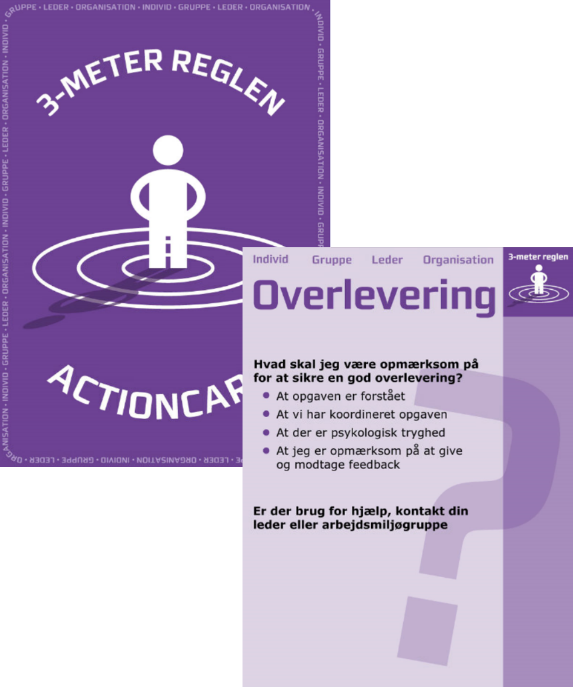 GRUPPE • LEDER • ORGANISATION • INDIVID • GRUPPE • LEDER • ORGANISATION • INDIVID • GRUPPE • LEDER • ORGANISATION •
INDIVID • GRUPPE • LEDER • ORGANISATION • INDIVID •
INDIVID • GRUPPE • LEDER • ORGANISATION • INDIVID • GRUPPE • LEDER • ORGANISATION •
3-METER REGLEN
ACTIONCAR
GRUPPE • INDIVID • ORGANISATION • LEDER •
Individ Gruppe Leder Organisation
3-meter reglen
Overlevering
Hvad skal jeg være opmærksom på
for at sikre en god overlevering?
• At opgaven er forstået
• At vi har koordineret opgaven
• At der er psykologisk tryghed
• At jeg er opmærksom på at give
og modtage feedback
Er der brug for hjælp, kontakt din
leder eller arbejdsmiljøgruppe
?